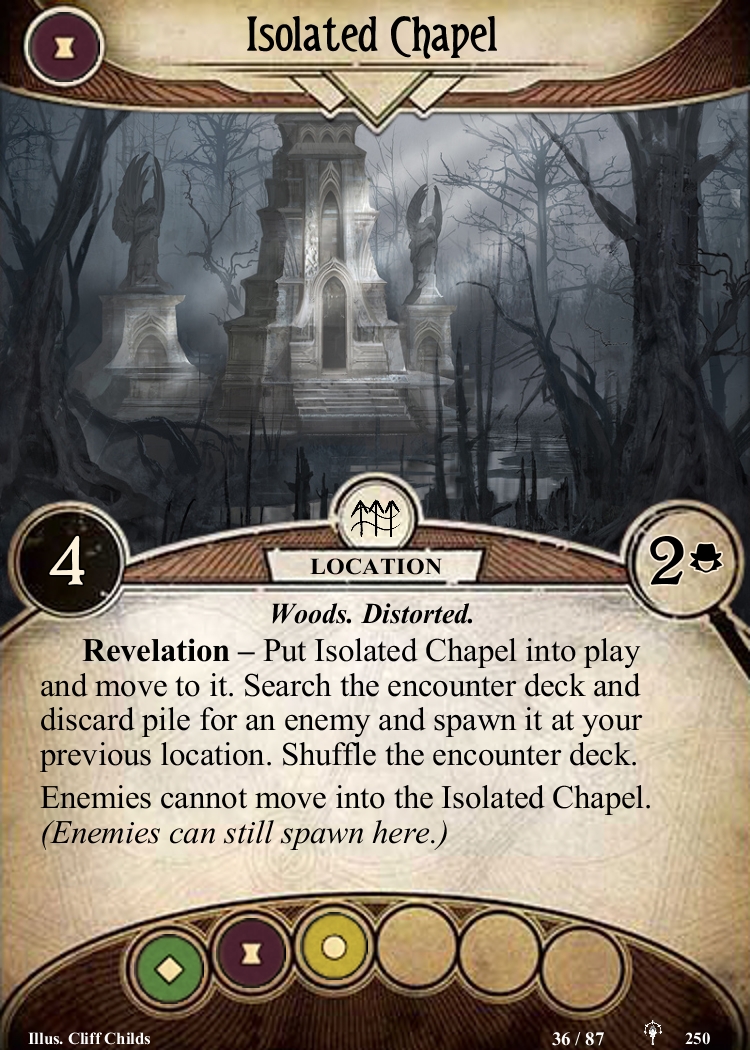 Isolated Chapel
4
LOCATION
2
Woods. Distorted.
Revelation – Put Isolated Chapel into play
and move to it. Search the encounter deck and
discard pile for an enemy and spawn it at your
previous location. Shuffle the encounter deck.
Enemies cannot move into the Isolated Chapel.
(Enemies can still spawn here.)
Illus. Cliff Childs
36 / 87
250